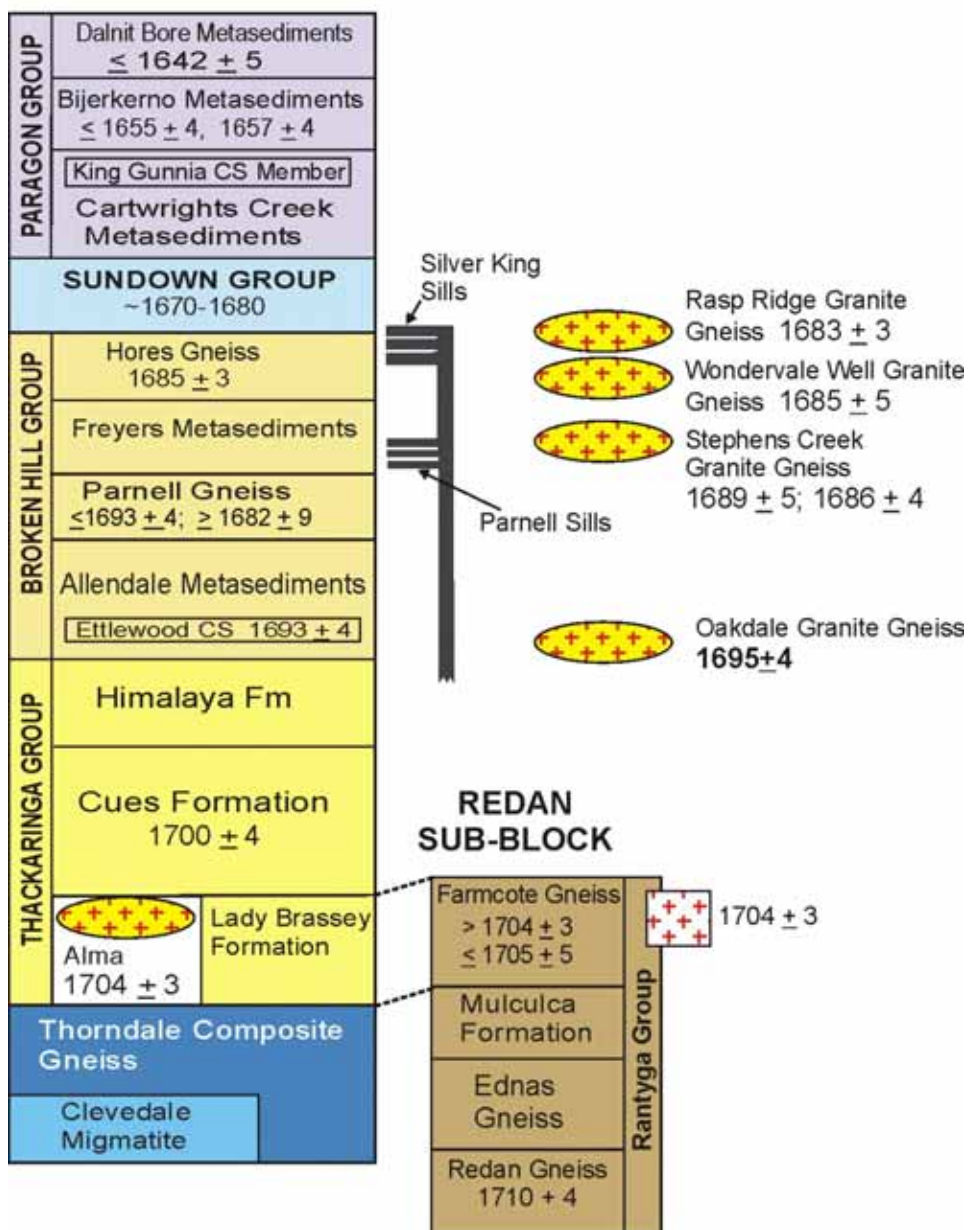 PARAGON GROUP
Dalnit Bore Metasediments
≤ 1642 ± 5
Bijerkerno Metasediments
≤ 1655 ± 4, 1657 ± 4
King Gunnia CS Member
Cartwrights Creek
Metasediments
SUNDOWN GROUP
~1670-1680
BROKEN HILL GROUP
Hores Gneiss
1685 ± 3
Freyers Metasediments
Parnell Gneiss
≤1693 ± 4; ≥ 1682 ± 9
Allendale Metasediments
Ettlewood CS 1693 ± 4
THACKARINGA GROUP
Himalaya Fm
Cues Formation
1700 ± 4
Alma
1704 ± 3
Lady Brassey
Formation
Thorndale Composite
Gneiss
Clevedale
Migmatite
Silver King
Sills
Parnell Sills
Rasp Ridge Granite
Gneiss 1683 ± 3
Wondervale Well Granite
Gneiss 1685 ± 5
Stephens Creek
Granite Gneiss
1689 ± 5; 1686 ± 4
Oakdale Granite Gneiss
1695±4
REDAN
SUB-BLOCK
Farmcote Gneiss
> 1704 ± 3
≤ 1705 ± 5
Mulculca
Formation
Ednas
Gneiss
Redan Gneiss
1710 + 4
Rantyga Group
1704 ± 3